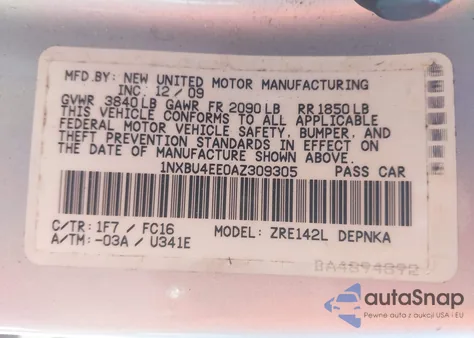 MFD.BY: NEW UNITED MOTOR MANUFACTURING
INC. 12 / 09
GVWR 3840 LB GAWR FR 2090 LB RR 1850 LB
THIS VEHICLE CONFORMS TO ALL APPLICABLE
FEDERAL MOTOR VEHICLE SAFETY, BUMPER, AND
THEFT PREVENTION STANDARDS IN EFFECT ON
THE DATE OF MANUFACTURE SHOWN ABOVE.
1NXBU4EE0AZ309305 PASS CAR
C/TR: 1F7 / FC16 MODEL: ZRE142L DEPNKA
A/TM: -03A / U341E
BA4894892
autoSnap
Pewne auta z aukcji USA i EU